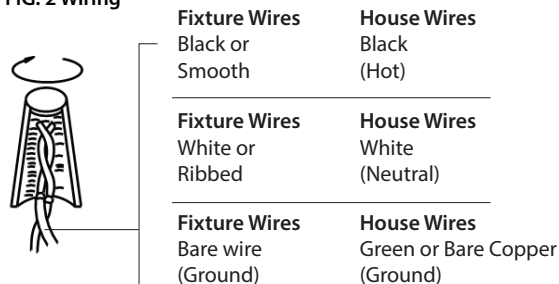 FIG. 2 Wiring
Fixture Wires House Wires
Black or Black
Smooth (Hot)
Fixture Wires House Wires
White or White
Ribbed (Neutral)
Fixture Wires House Wires
Bare wire Green or Bare Copper
(Ground) (Ground)